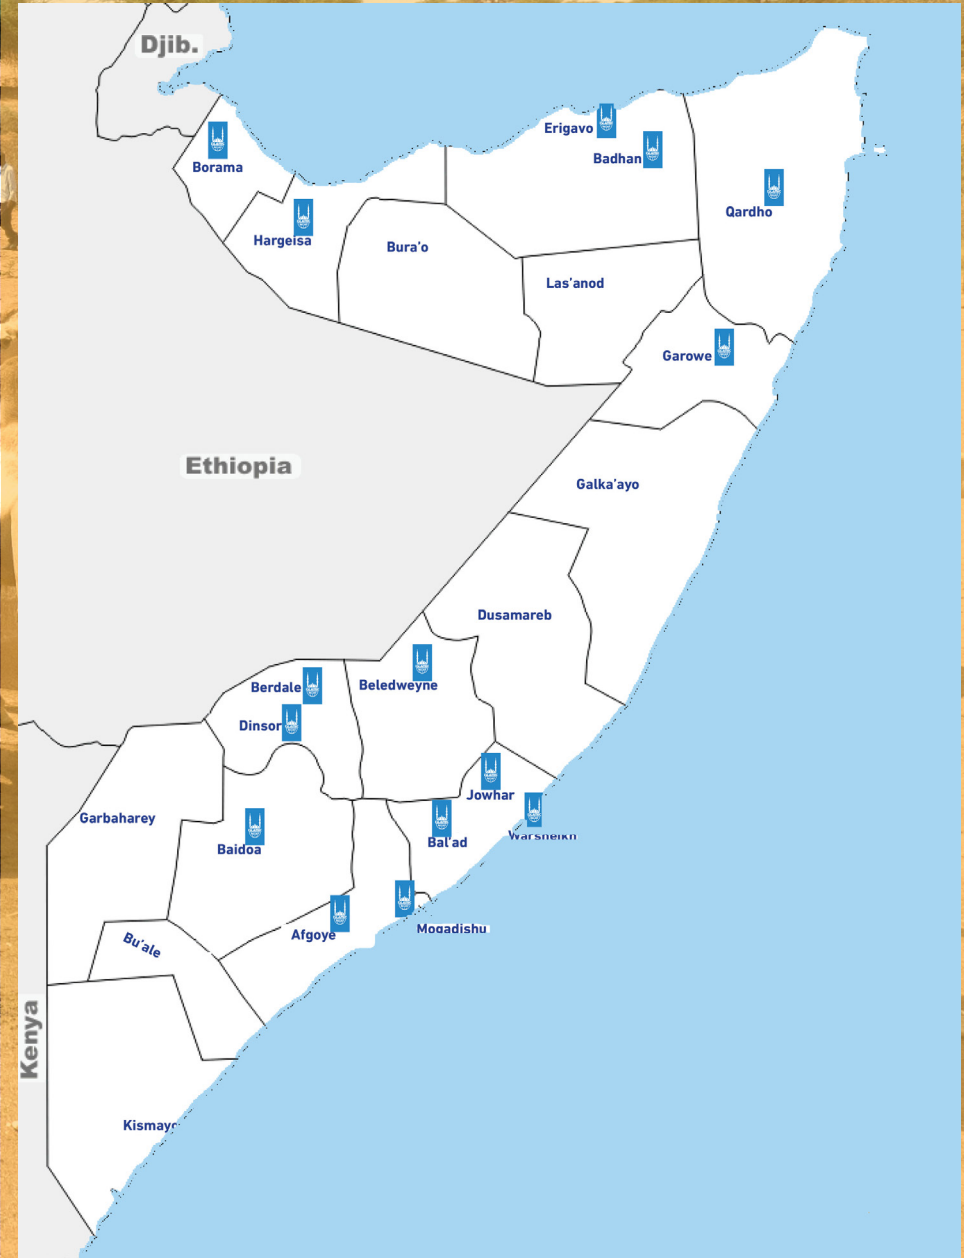 Djib.
Erigavo
Badhan
Borama
Qardho
Hargeisa
Bura'o
Las'anod
Garowe
Ethiopia
Galka'ayo
Dusamareb
Berdale
Beledweyne
Dinsor
Jowhar
Garbaharey
Warsheikh
Bal'ad
Baidoa
Mogadishu
Afgoye
Bu'ale
Kenya
Kismayo